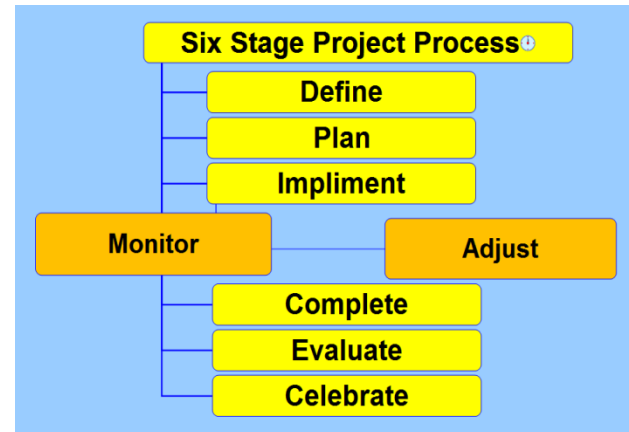 Six Stage Project Process
Define
Plan
Impliment
Monitor
Adjust
Complete
Evaluate
Celebrate